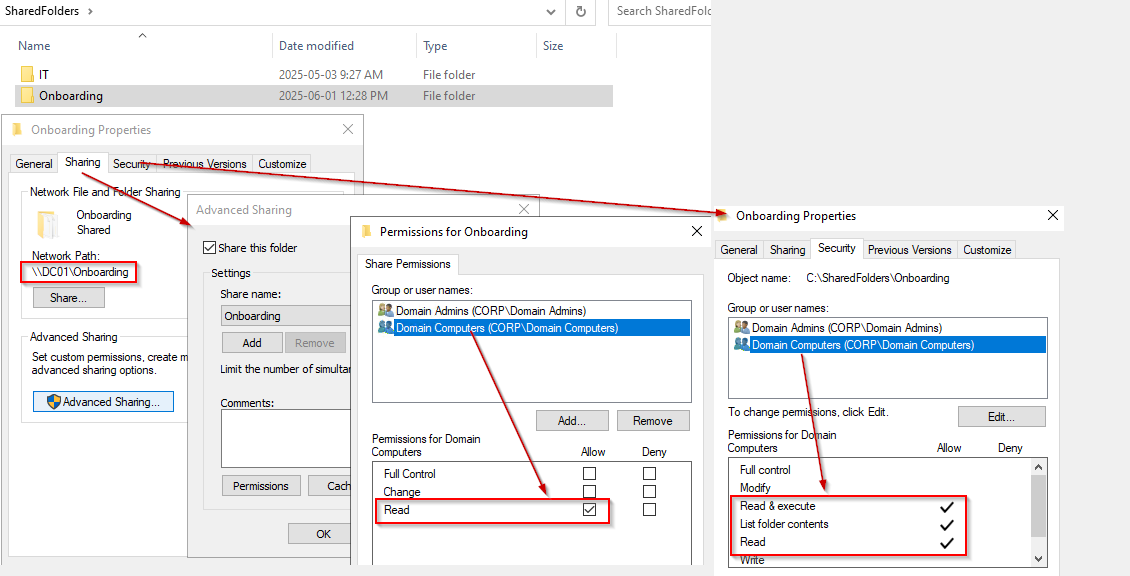 SharedFolders
Search SharedFold
Name Date modified Type Size
IT 2025-05-03 9:27 AM File folder
Onboarding 2025-06-01 12:28 PM File folder
Onboarding Properties
General Sharing Security Previous Versions Customize
Network File and Folder Sharing
Onboarding
Shared
Network Path:
\\DC01\Onboarding
Share...
Advanced Sharing
Set custom permissions, create m
advanced sharing options.
Advanced Sharing...
Advanced Sharing
Share this folder
Settings
Share name:
Onboarding
Add Remove
Limit the number of simultan
Comments:
Permissions Cach
OK
Permissions for Onboarding
Share Permissions
Group or user names:
Domain Admins (CORP\Domain Admins)
Domain Computers (CORP\Domain Computers)
Add... Remove
Permissions for Domain
Computers Allow Deny
Full Control
Change
Read
Onboarding Properties
General Sharing Security Previous Versions Customize
Object name: C:\SharedFolders\Onboarding
Group or user names:
Domain Admins (CORP\Domain Admins)
Domain Computers (CORP\Domain Computers)
To change permissions, click Edit.
Edit...
Permissions for Domain
Computers Allow Deny
Full control
Modify
Read & execute
List folder contents
Read
Write